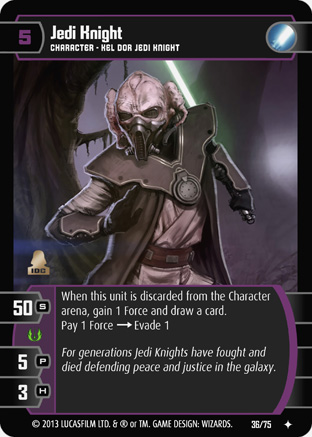 5
Jedi Knight
CHARACTER - KEL DOR JEDI KNIGHT
IDC
50 S
When this unit is discarded from the Character
arena, gain 1 Force and draw a card.
Pay 1 Force → Evade 1
5 P
For generations Jedi Knights have fought and
died defending peace and justice in the galaxy.
3 H
© 2013 LUCASFILM LTD. & ® or TM. GAME DESIGN: WIZARDS.
36/75